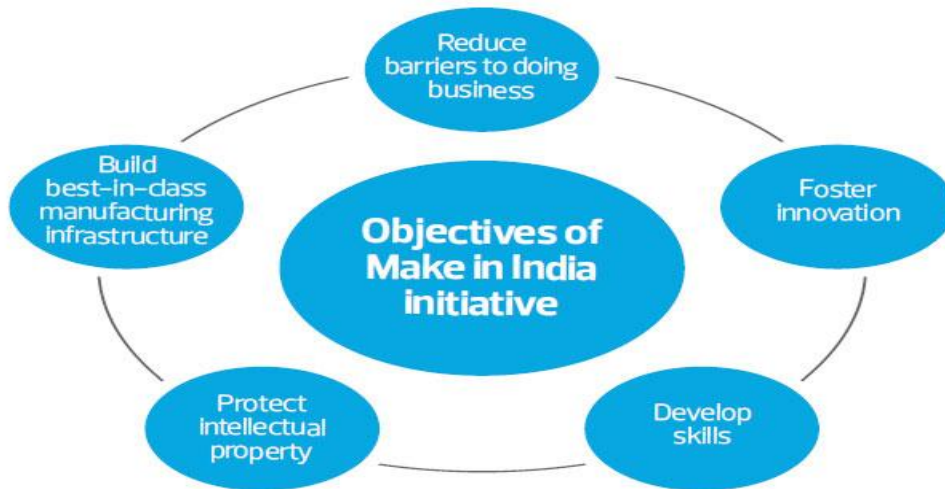 Reduce
barriers to doing
business
Build
best-in-class
manufacturing
infrastructure
Foster
innovation
Objectives of
Make in India
initiative
Protect
intellectual
property
Develop
skills